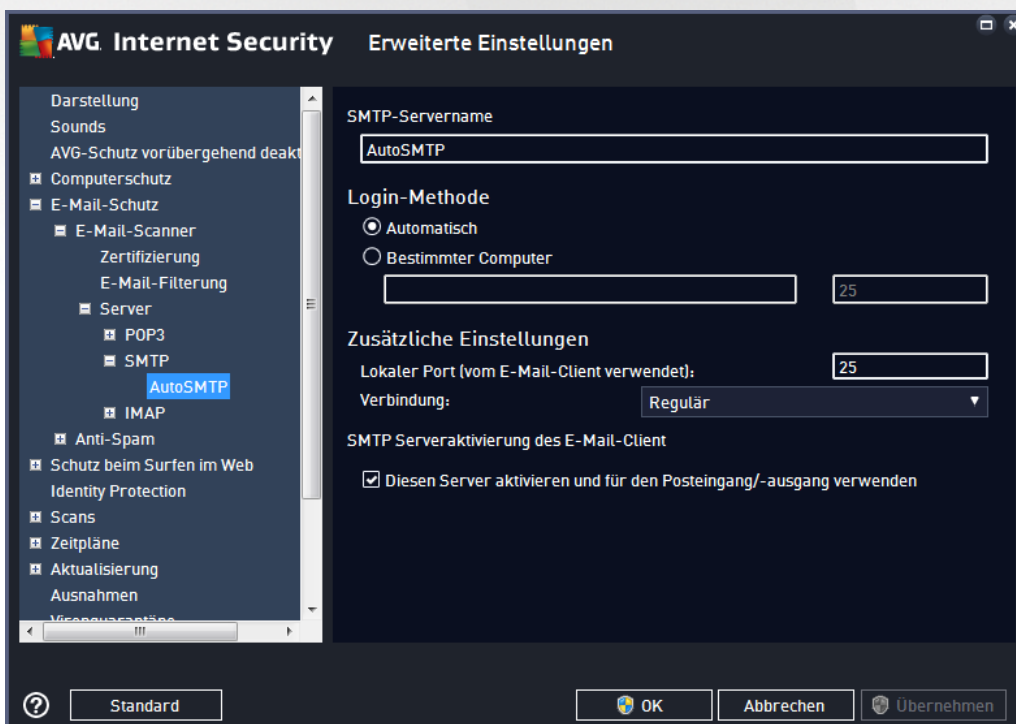 AVG. Internet Security Erweiterte Einstellungen
Darstellung
Sounds
AVG-Schutz vorübergehend deakt
Computerschutz
E-Mail-Schutz
E-Mail-Scanner
Zertifizierung
E-Mail-Filterung
Server
POP3
SMTP
AutoSMTP
IMAP
Anti-Spam
Schutz beim Surfen im Web
Identity Protection
Scans
Zeitpläne
Aktualisierung
Ausnahmen
Virenquarantäne
SMTP-Servername
AutoSMTP
Login-Methode
Automatisch
Bestimmter Computer
25
Zusätzliche Einstellungen
Lokaler Port (vom E-Mail-Client verwendet): 25
Verbindung: Regulär
SMTP Serveraktivierung des E-Mail-Client
Diesen Server aktivieren und für den Posteingang/-ausgang verwenden
Standard OK Abbrechen Übernehmen